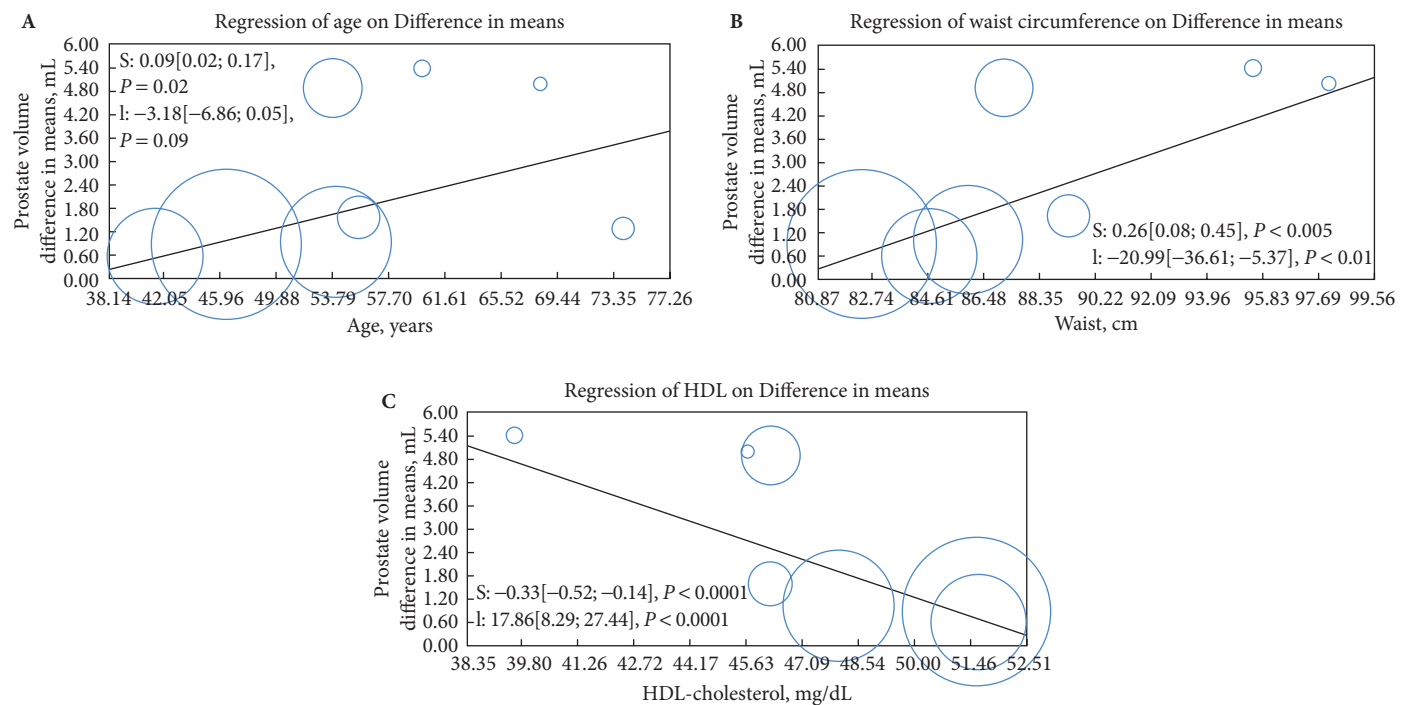 A
Regression of age on Difference in means
Prostate volume
difference in means, mL
6.00
5.40
4.80
4.20
3.60
3.00
2.40
1.80
1.20
0.60
0.00
S: 0.09[0.02; 0.17],
P = 0.02
l: −3.18[−6.86; 0.05],
P = 0.09
38.14 42.05 45.96 49.88 53.79 57.70 61.61 65.52 69.44 73.35 77.26
Age, years
B
Regression of waist circumference on Difference in means
Prostate volume
difference in means, mL
6.00
5.40
4.80
4.20
3.60
3.00
2.40
1.80
1.20
0.60
0.00
S: 0.26[0.08; 0.45], P < 0.005
l: −20.99[−36.61; −5.37], P < 0.01
80.87 82.74 84.61 86.48 88.35 90.22 92.09 93.96 95.83 97.69 99.56
Waist, cm
C
Regression of HDL on Difference in means
Prostate volume
difference in means, mL
6.00
5.40
4.80
4.20
3.60
3.00
2.40
1.80
1.20
0.60
0.00
S: −0.33[−0.52; −0.14], P < 0.0001
l: 17.86[8.29; 27.44], P < 0.0001
38.35 39.80 41.26 42.72 44.17 45.63 47.09 48.54 50.00 51.46 52.51
HDL-cholesterol, mg/dL